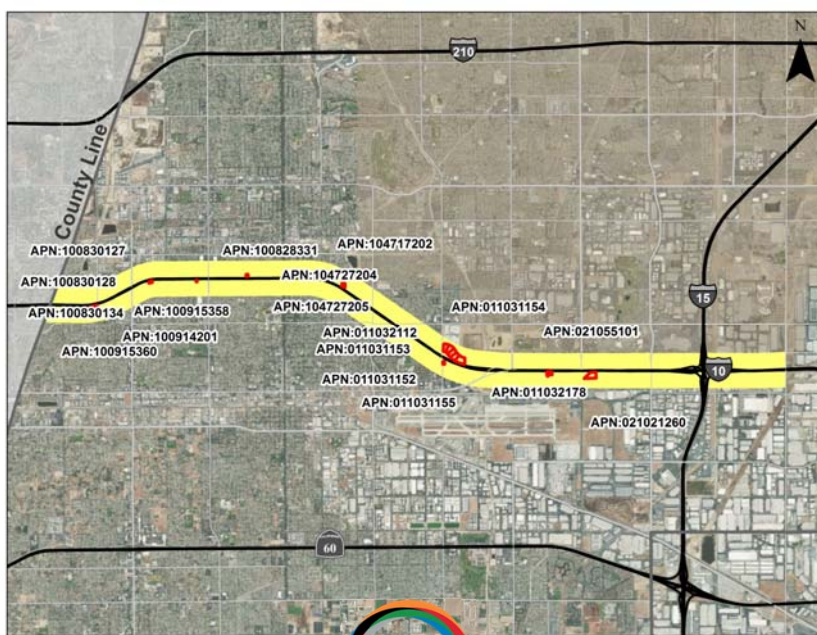 N
210
County Line
APN:104717202
APN:100830127
APN:100828331
APN:104727204
APN:100830128
15
APN:104727205
APN:011031154
APN:100830134
APN:100915358
APN:011032112
APN:021055101
APN:100914201
APN:011031153
APN:100915360
APN:011031152
10
APN:011032178
APN:011031155
APN:021021260
60